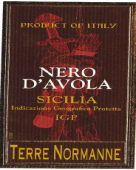 PRODUCT OF ITALY
NERO
D'AVOLA
SICILIA
Indicazione Geografica Protetta
IGP
TERRE NORMANNE